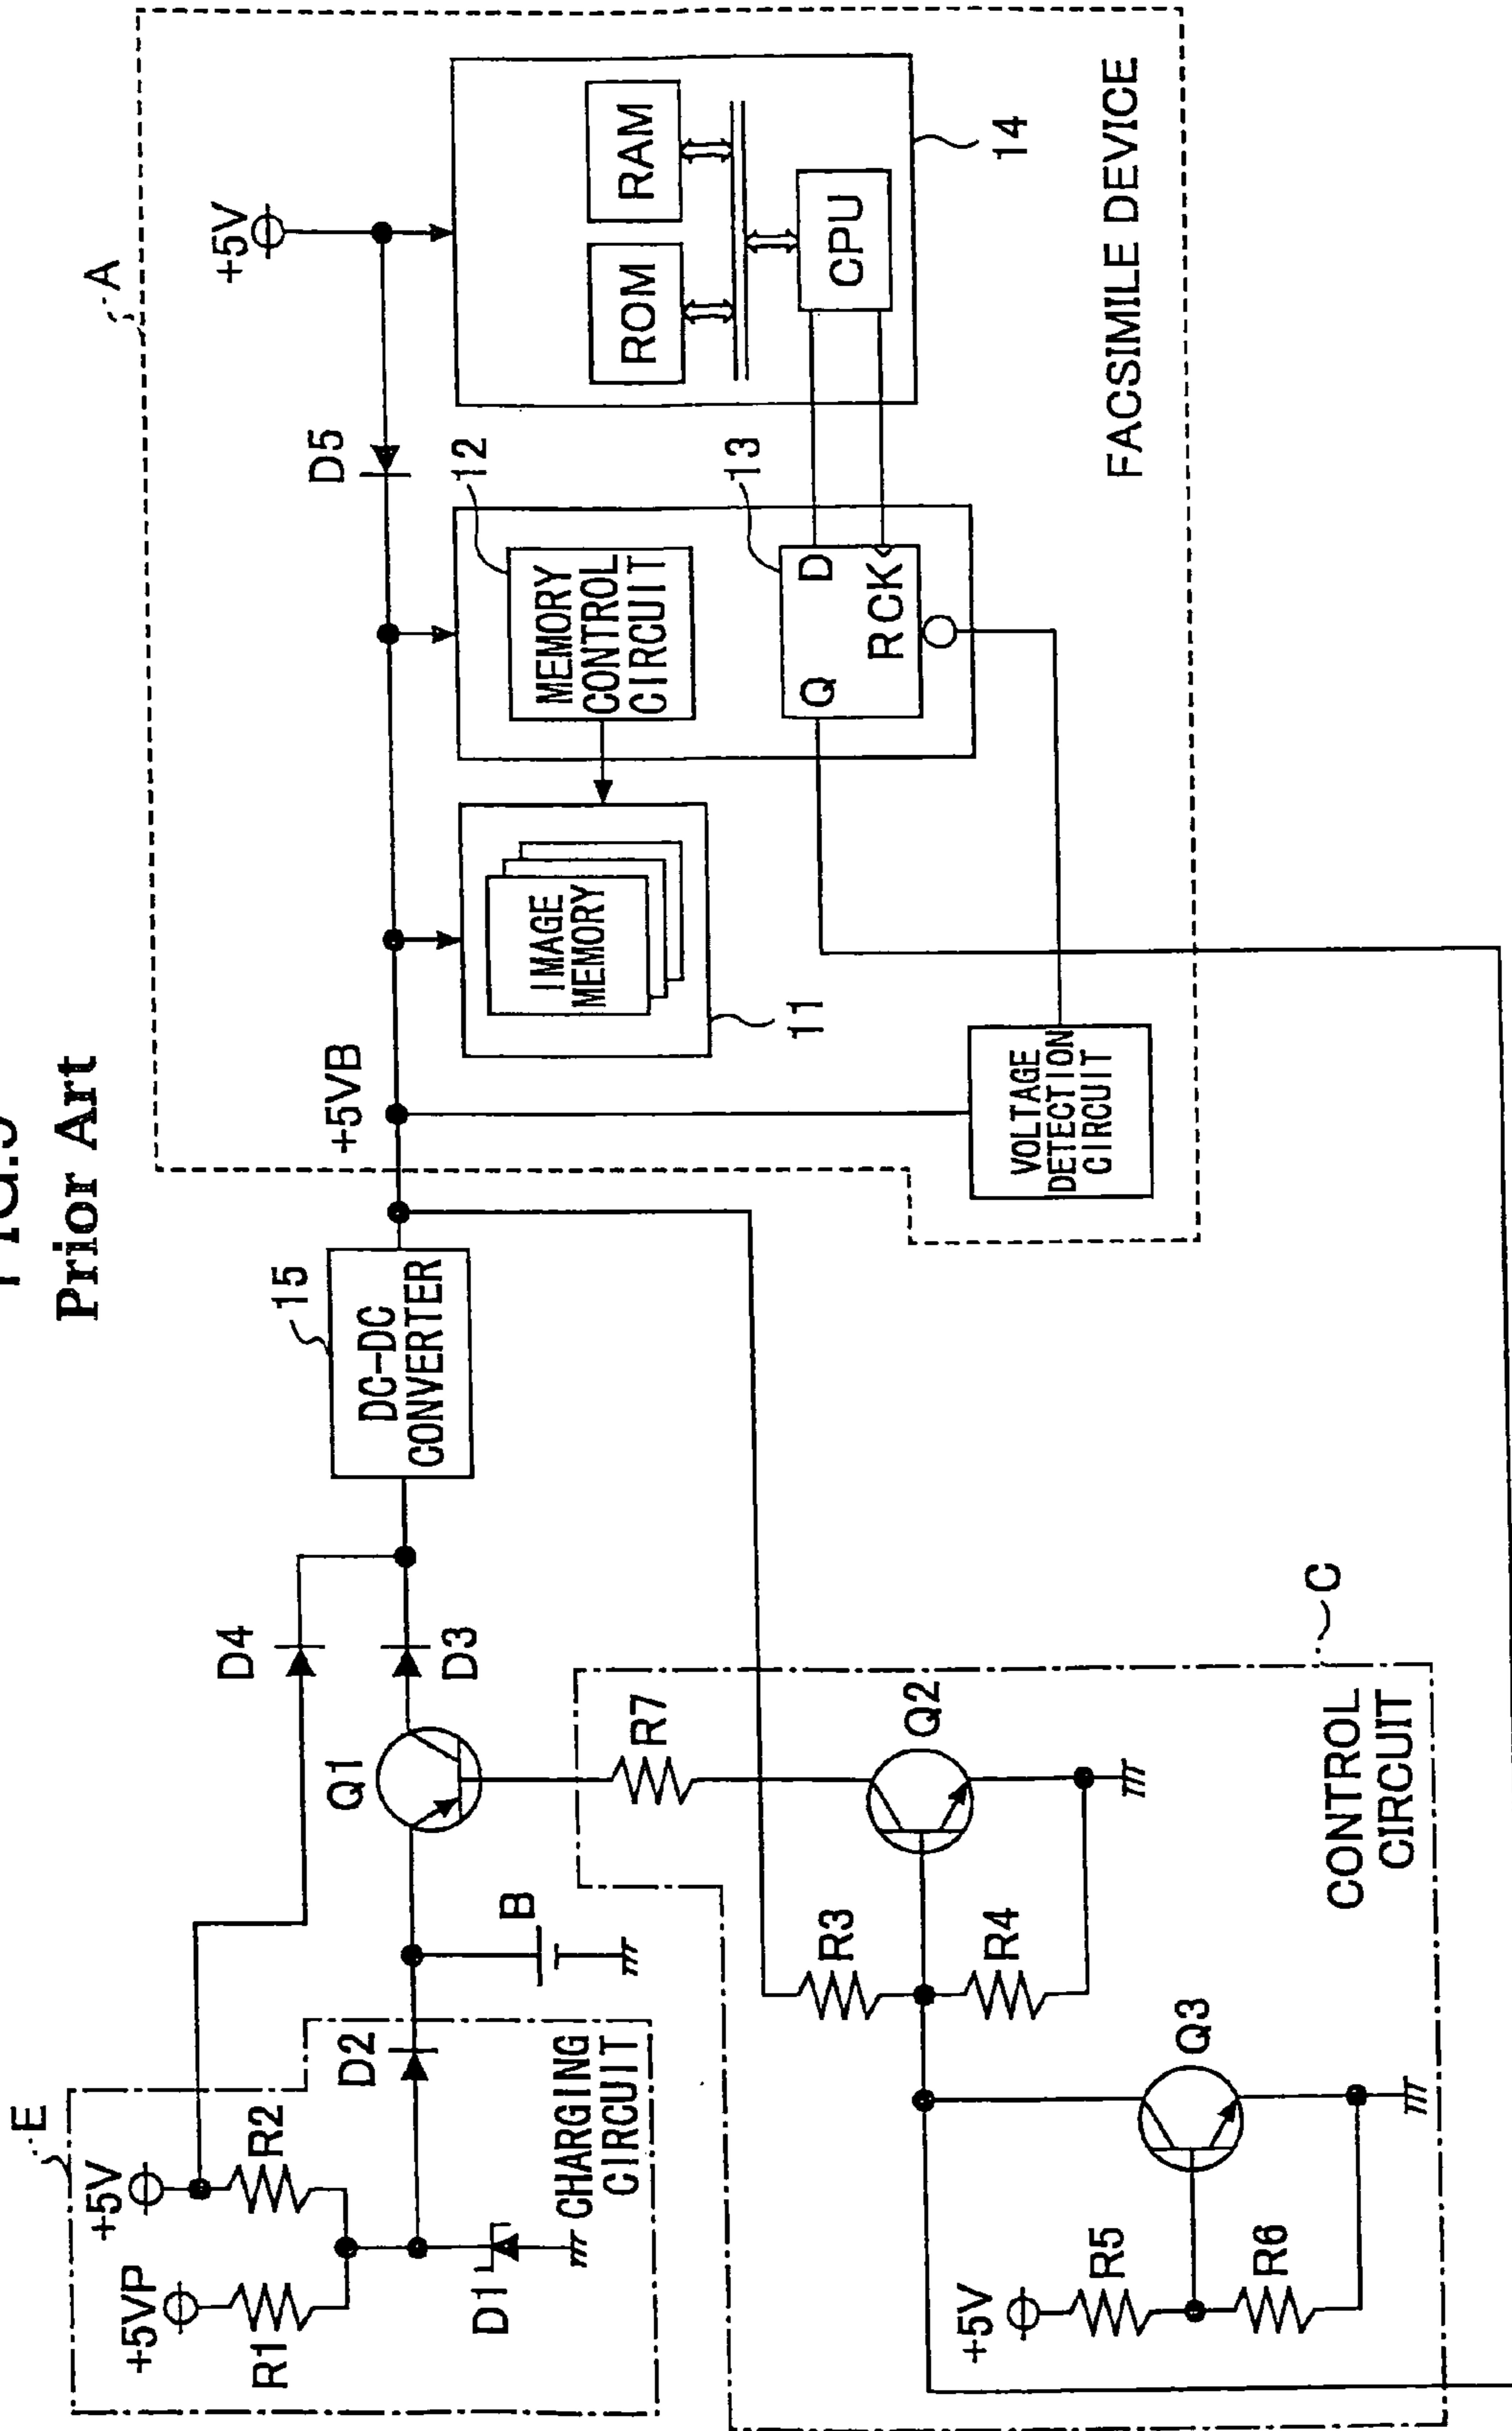 Prior Art
E
+5VP
+5V
R1
R2
D1
D2
CHARGING
CIRCUIT
B
Q1
D4
D3
15
DC-DC
CONVERTER
+5VB
A
+5V
D5
11
IMAGE
MEMORY
12
MEMORY
CONTROL
CIRCUIT
13
Q
D
RCK
14
ROM
RAM
CPU
VOLTAGE
DETECTION
CIRCUIT
FACSIMILE DEVICE
C
R7
Q2
R3
R4
Q3
+5V
R5
R6
CONTROL
CIRCUIT